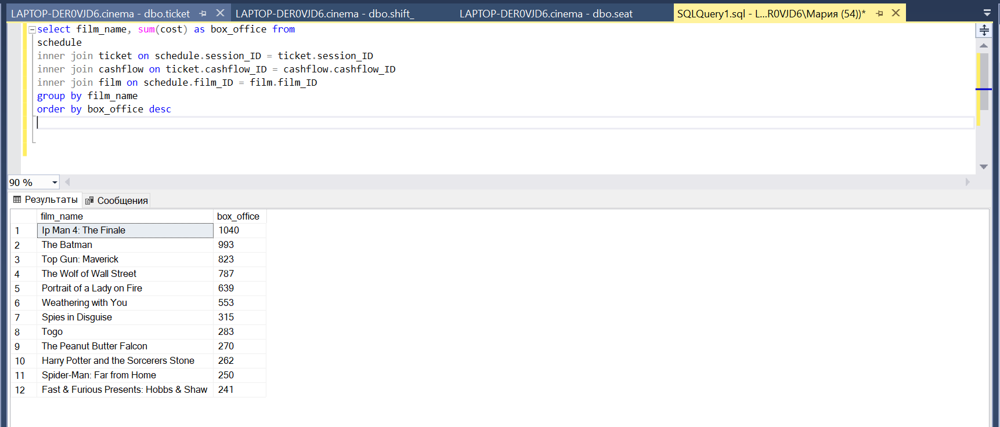 LAPTOP-DER0VJD6.cinema - dbo.ticket LAPTOP-DER0VJD6.cinema - dbo.shift_ LAPTOP-DER0VJD6.cinema - dbo.seat SQLQuery1.sql - L...R0VJD6\Мария (54))*
select film_name, sum(cost) as box_office from
schedule
inner join ticket on schedule.session_ID = ticket.session_ID
inner join cashflow on ticket.cashflow_ID = cashflow.cashflow_ID
inner join film on schedule.film_ID = film.film_ID
group by film_name
order by box_office desc
90 %
Результаты Сообщения
film_name box_office
1 Ip Man 4: The Finale 1040
2 The Batman 993
3 Top Gun: Maverick 823
4 The Wolf of Wall Street 787
5 Portrait of a Lady on Fire 639
6 Weathering with You 553
7 Spies in Disguise 315
8 Togo 283
9 The Peanut Butter Falcon 270
10 Harry Potter and the Sorcerers Stone 262
11 Spider-Man: Far from Home 250
12 Fast & Furious Presents: Hobbs & Shaw 241